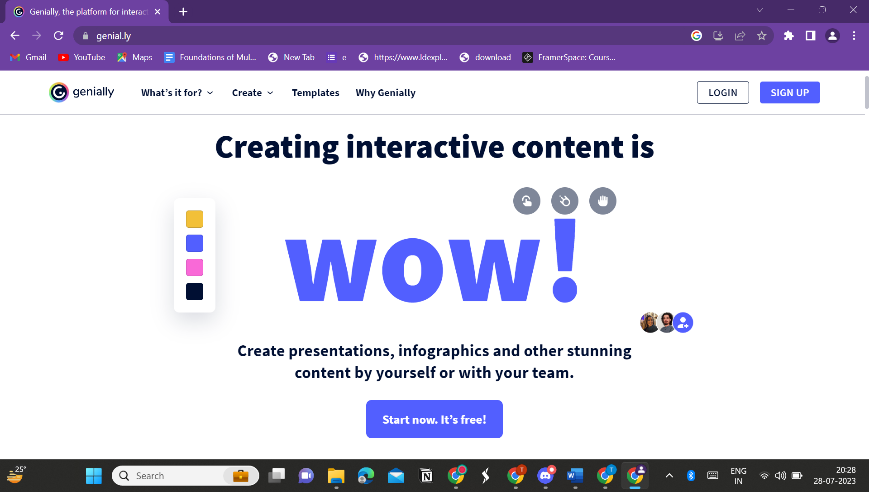 Genially, the platform for interact
genial.ly
Gmail YouTube Maps Foundations of Mul... New Tab e https://www.ldexpl... download FramerSpace: Cours...
genially What's it for? Create Templates Why Genially LOGIN SIGN UP
Creating interactive content is
wow!
Create presentations, infographics and other stunning
content by yourself or with your team.
Start now. It's free!
25° Search ENG 20:28
IN 28-07-2023